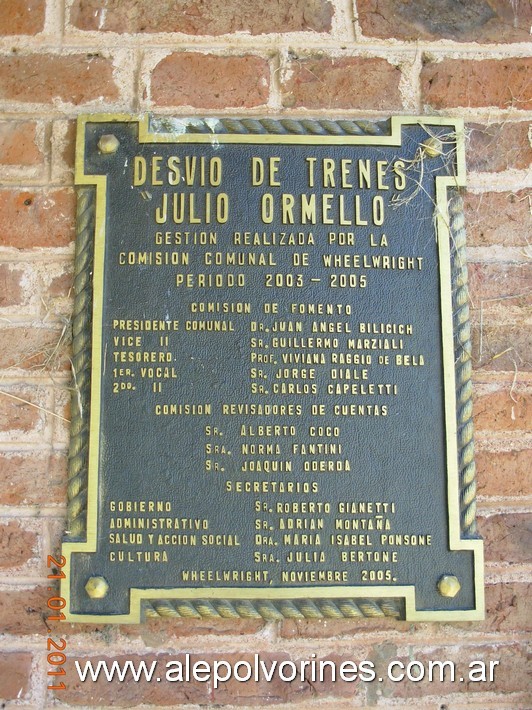 DESVIO DE TRENES
"JULIO ORMELLO"
GESTION REALIZADA POR LA
COMISION COMUNAL DE WHEELWRIGHT
PERIODO 2003-2005
COMISION DE FOMENTO
PRESIDENTE COMUNAL DR. JUAN ANGEL BILICICH
VICE II SR. GUILLERMO MARZIALI
TESORERO. PROF. VIVIANA RAGGIO DE BELA
1ER. VOCAL SR. JORGE DIALE
2DO. II SR. CARLOS CAPELETTI
COMISION REVISADORES DE CUENTAS
SR. ALBERTO COCO
SRA. NORMA FANTINI
SR. JOAQUIN ODEROA
SECRETARIOS
GOBIERNO SR. ROBERTO GIANETTI
ADMINISTRATIVO SR. ADRIAN MONTAÑA
SALUD Y ACCION SOCIAL DRA. MARIA ISABEL PONSONE
CULTURA SRA. JULIA BERTONE
WHEELWRIGHT, NOVIEMBRE 2005.
21 01 2011
www.alepolvorines.com.ar